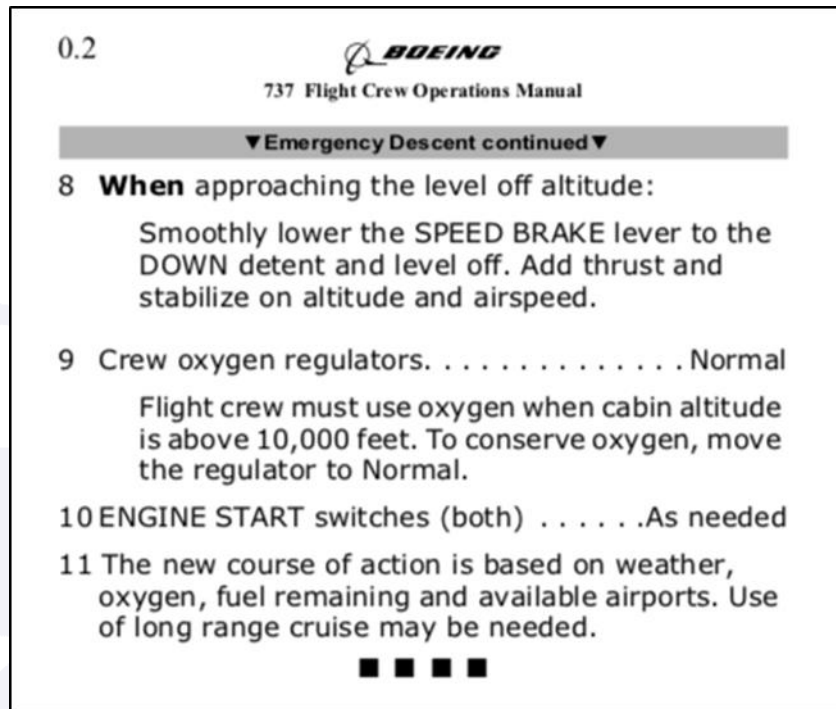 0.2
BOEING
737 Flight Crew Operations Manual
▼Emergency Descent continued▼
8 When approaching the level off altitude:
Smoothly lower the SPEED BRAKE lever to the
DOWN detent and level off. Add thrust and
stabilize on altitude and airspeed.
9 Crew oxygen regulators. . . . . . . . . . . . . . Normal
Flight crew must use oxygen when cabin altitude
is above 10,000 feet. To conserve oxygen, move
the regulator to Normal.
10 ENGINE START switches (both) . . . . . .As needed
11 The new course of action is based on weather,
oxygen, fuel remaining and available airports. Use
of long range cruise may be needed.